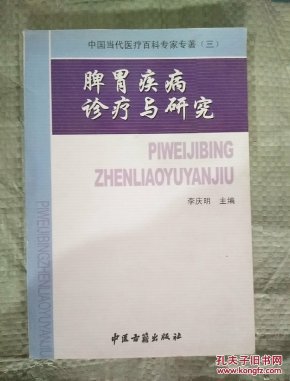 中国当代医疗百科专家专著（三）
脾胃疾病
诊疗与研究
PIWEIJIBING
ZHENLIAOYUYANJIU
李庆明 主编
PIWEIJIBINGZHENLIAOYUYANJIU
中医古籍出版社
孔夫子旧书网